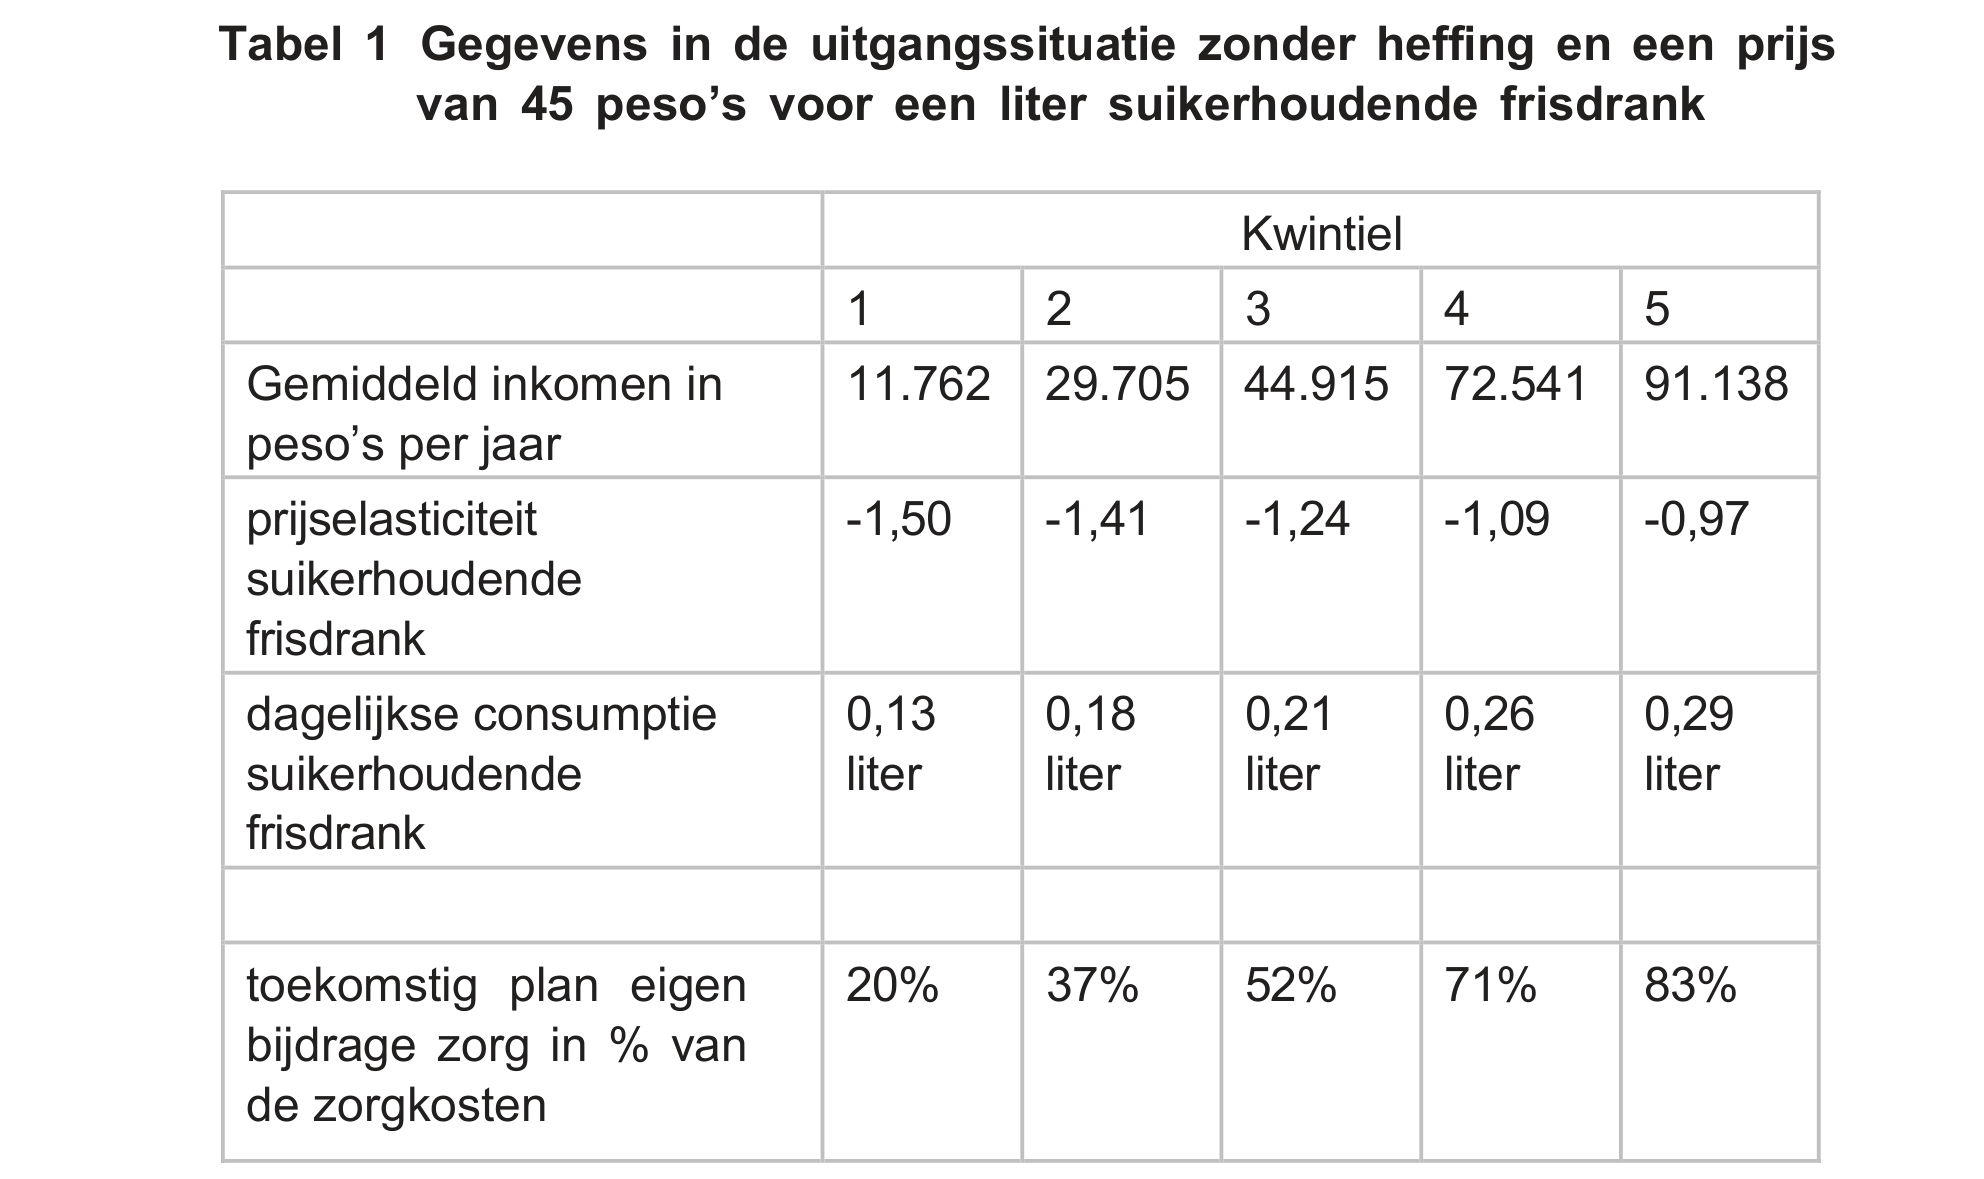 Tabel 1 Gegevens in de uitgangssituatie zonder heffing en een prijs
van 45 peso’s voor een liter suikerhoudende frisdrank
Kwintiel
1 2 3 4 5
Gemiddeld inkomen in 11.762 29.705 44.915 72.541 91.138
peso’s per jaar
prijselasticiteit -1,50 -1,41 -1,24 -1,09 -0,97
suikerhoudende
frisdrank
dagelijkse consumptie 0,13 0,18 0,21 0,26 0,29
suikerhoudende liter liter liter liter liter
frisdrank
toekomstig plan eigen 20% 37% 52% 71% 83%
bijdrage zorg in % van
de zorgkosten